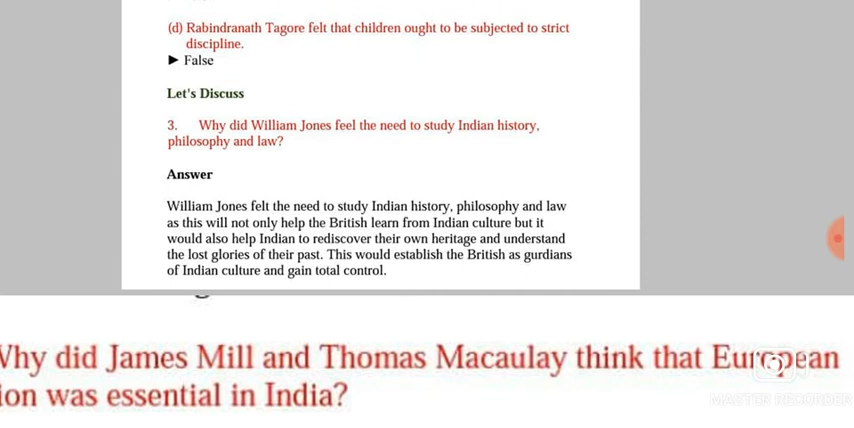 (d) Rabindranath Tagore felt that children ought to be subjected to strict
discipline.
► False
Let's Discuss
3. Why did William Jones feel the need to study Indian history,
philosophy and law?
Answer
William Jones felt the need to study Indian history, philosophy and law
as this will not only help the British learn from Indian culture but it
would also help Indian to rediscover their own heritage and understand
the lost glories of their past. This would establish the British as gurdians
of Indian culture and gain total control.
Why did James Mill and Thomas Macaulay think that European
ion was essential in India?
MASTER RECORDER